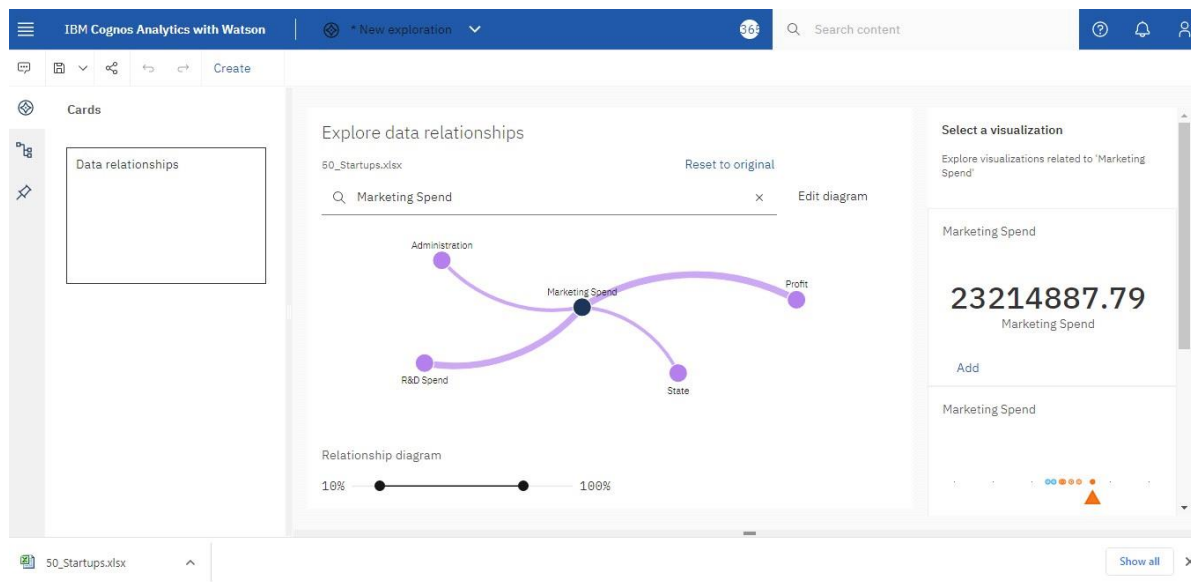 IBM Cognos Analytics with Watson
* New exploration
Search content
Create
Cards
Data relationships
Explore data relationships
50_Startups.xlsx
Reset to original
Marketing Spend
Edit diagram
Administration
Marketing Spend
Profit
R&D Spend
State
Relationship diagram
10%
100%
Select a visualization
Explore visualizations related to 'Marketing
Spend'
Marketing Spend
23214887.79
Marketing Spend
Add
Marketing Spend
50_Startups.xlsx
Show all